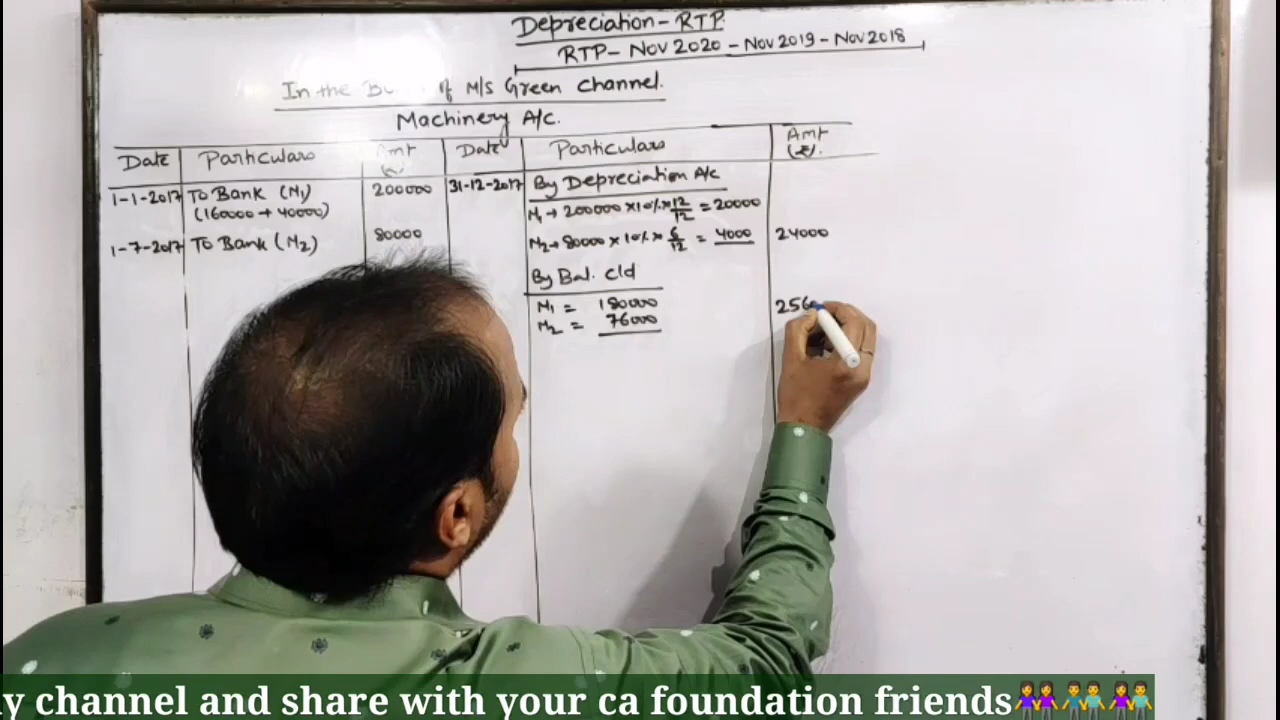 Depreciation - RTP
RTP - Nov 2020 - Nov 2019 - Nov 2018
In the of M/S Green Channel.
Machinery A/c.
Date Particulars Amt Date Particulars Amt (₹).
1-1-2017 To Bank (M1) 200000 31-12-2017 By Depreciation A/c
(160000 + 40000) M1 → 200000 × 10% × 12/12 = 20000
1-7-2017 To Bank (M2) 80000 M2 → 80000 × 10% × 6/12 = 4000 24000
By Bal. c/d
M1 = 180000
M2 = 76000
y channel and share with your ca foundation friends👭👬👫